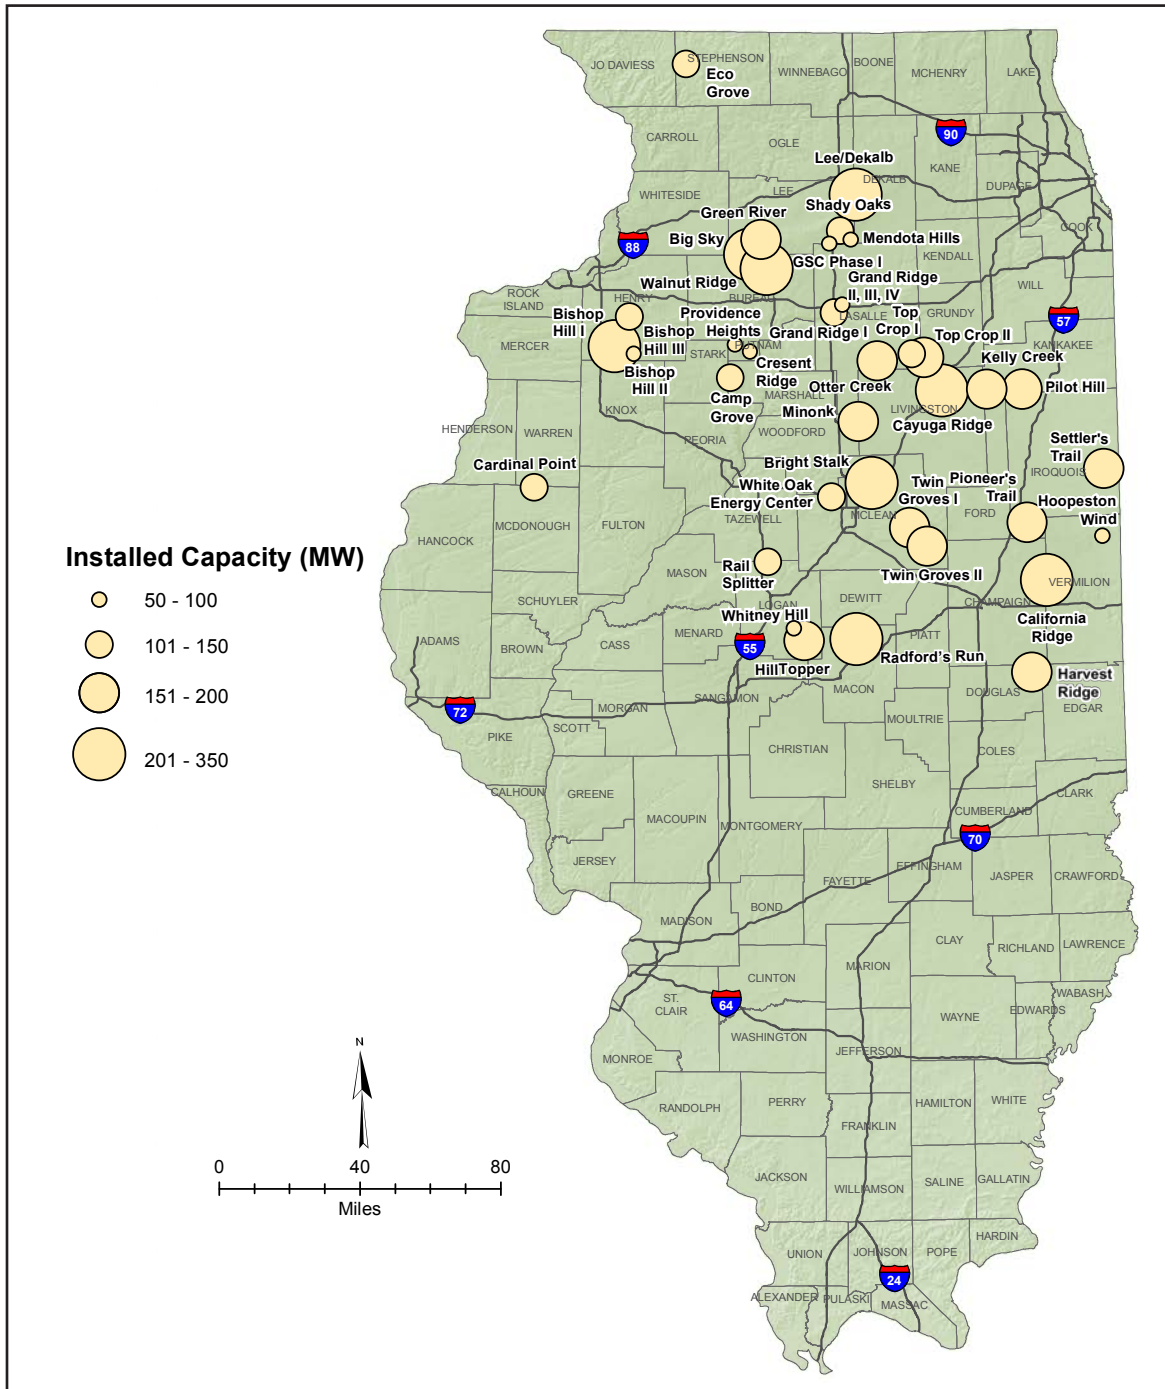 JO DAVIESS
STEPHENSON
WINNEBAGO
BOONE
MCHENRY
LAKE
Eco
Grove
CARROLL
OGLE
90
KANE
Lee/Dekalb
DEKALB
DUPAGE
WHITESIDE
LEE
Shady Oaks
Green River
COOK
88
Big Sky
Mendota Hills
KENDALL
GSC Phase I
WILL
Walnut Ridge
Grand Ridge
II, III, IV
ROCK
ISLAND
HENRY
BUREAU
LASALLE
GRUNDY
57
KANKAKEE
Bishop
Hill I
Providence
Heights
Grand Ridge I
Top
Crop I
Top Crop II
MERCER
Bishop
Hill III
STARK
PUTNAM
Kelly Creek
Bishop
Hill II
Cresent
Ridge
Otter Creek
Pilot Hill
MARSHALL
Camp
Grove
KNOX
Minonk
LIVINGSTON
Cayuga Ridge
HENDERSON
WARREN
PEORIA
WOODFORD
Settler's
Trail
Cardinal Point
Bright Stalk
IROQUOIS
White Oak
Energy Center
Twin
Groves I
Pioneer's
Trail
Hoopeston
Wind
TAZEWELL
MCLEAN
FORD
HANCOCK
MCDONOUGH
FULTON
Installed Capacity (MW)
50 - 100
101 - 150
151 - 200
201 - 350
MASON
Rail
Splitter
Twin Groves II
VERMILION
SCHUYLER
LOGAN
DEWITT
CHAMPAIGN
Whitney Hill
California
Ridge
ADAMS
BROWN
CASS
MENARD
55
PIATT
HillTopper
Radford's Run
Harvest
Ridge
72
MORGAN
SANGAMON
MACON
DOUGLAS
EDGAR
PIKE
SCOTT
MOULTRIE
CHRISTIAN
COLES
CALHOUN
GREENE
SHELBY
CLARK
MACOUPIN
MONTGOMERY
CUMBERLAND
70
JERSEY
EFFINGHAM
FAYETTE
JASPER
CRAWFORD
BOND
MADISON
CLAY
RICHLAND
LAWRENCE
MARION
CLINTON
ST.
CLAIR
64
WABASH
EDWARDS
WAYNE
WASHINGTON
JEFFERSON
MONROE
N
RANDOLPH
PERRY
HAMILTON
WHITE
FRANKLIN
0
40
80
Miles
JACKSON
WILLIAMSON
SALINE
GALLATIN
UNION
JOHNSON
POPE
HARDIN
24
ALEXANDER
PULASKI
MASSAC